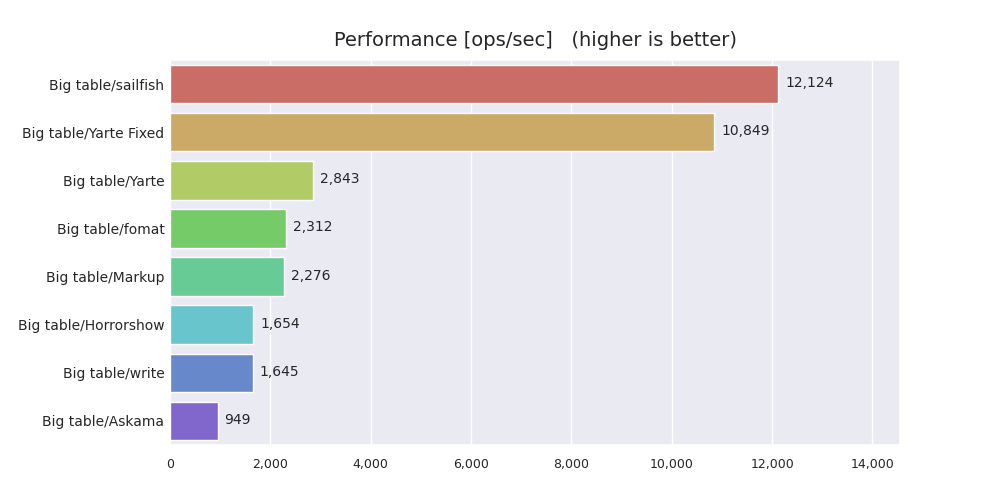 Performance [ops/sec]   (higher is better)
Big table/sailfish 12,124
Big table/Yarte Fixed 10,849
Big table/Yarte 2,843
Big table/fomat 2,312
Big table/Markup 2,276
Big table/Horrorshow 1,654
Big table/write 1,645
Big table/Askama 949
0 2,000 4,000 6,000 8,000 10,000 12,000 14,000